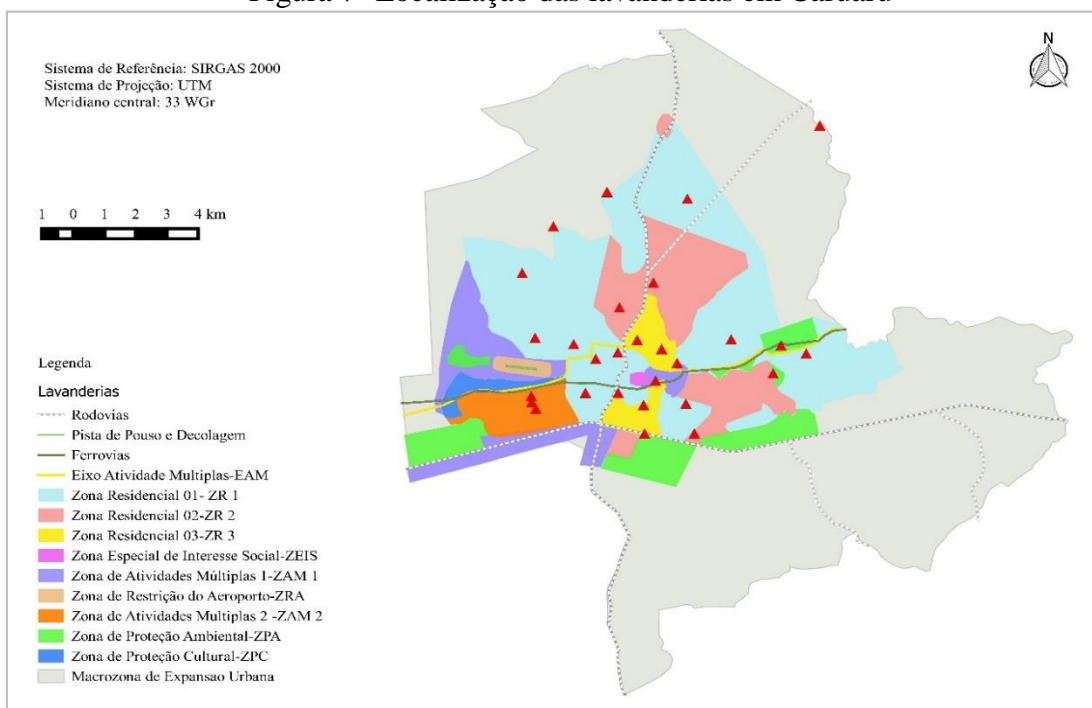 Sistema de Referência: SIRGAS 2000
Sistema de Projeção: UTM
Meridiano central: 33 WGr
N
1 0 1 2 3 4 km
Legenda
Lavanderias
Rodovias
Pista de Pouso e Decolagem
Ferrovias
Eixo Atividade Multiplas-EAM
Zona Residencial 01- ZR 1
Zona Residencial 02-ZR 2
Zona Residencial 03-ZR 3
Zona Especial de Interesse Social-ZEIS
Zona de Atividades Múltiplas 1-ZAM 1
Zona de Restrição do Aeroporto-ZRA
Zona de Atividades Multiplas 2 -ZAM 2
Zona de Proteção Ambiental-ZPA
Zona de Proteção Cultural-ZPC
Macrozona de Expansao Urbana